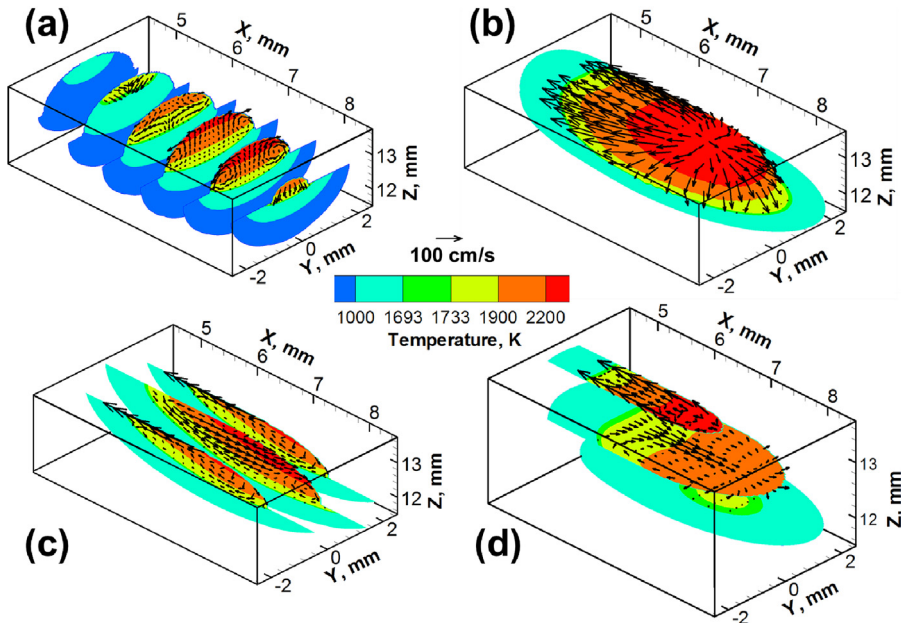 (a)
5
X, mm
6
7
8
13
12
Z, mm
2
0
Y, mm
-2
(b)
5
X, mm
6
7
8
13
12
Z, mm
2
0
Y, mm
-2
100 cm/s
1000 1693 1733 1900 2200
Temperature, K
(c)
5
X, mm
6
7
8
13
12
Z, mm
2
0
Y, mm
-2
(d)
5
X, mm
6
7
8
13
12
Z, mm
2
0
Y, mm
-2